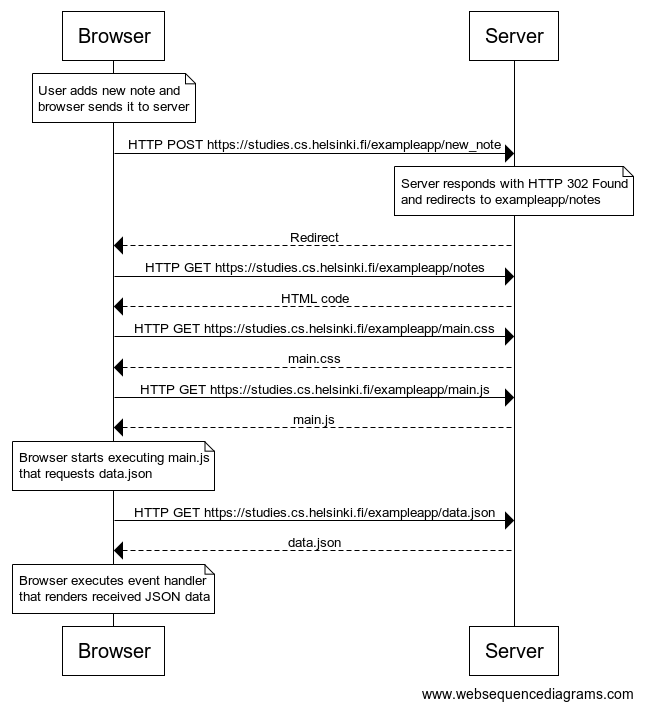 Browser
Server
User adds new note and
browser sends it to server
HTTP POST https://studies.cs.helsinki.fi/exampleapp/new_note
Server responds with HTTP 302 Found
and redirects to exampleapp/notes
Redirect
HTTP GET https://studies.cs.helsinki.fi/exampleapp/notes
HTML code
HTTP GET https://studies.cs.helsinki.fi/exampleapp/main.css
main.css
HTTP GET https://studies.cs.helsinki.fi/exampleapp/main.js
main.js
Browser starts executing main.js
that requests data.json
HTTP GET https://studies.cs.helsinki.fi/exampleapp/data.json
data.json
Browser executes event handler
that renders received JSON data
Browser
Server
www.websequencediagrams.com